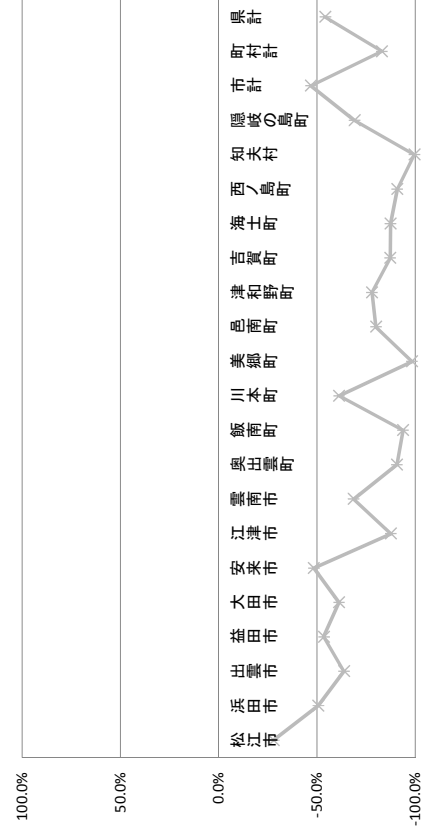 100.0%
50.0%
0.0%
-50.0%
-100.0%
松江市
浜田市
出雲市
益田市
大田市
安来市
江津市
雲南市
奥出雲町
飯南町
川本町
美郷町
邑南町
津和野町
吉賀町
海士町
西ノ島町
知夫村
隠岐の島町
市計
町村計
県計